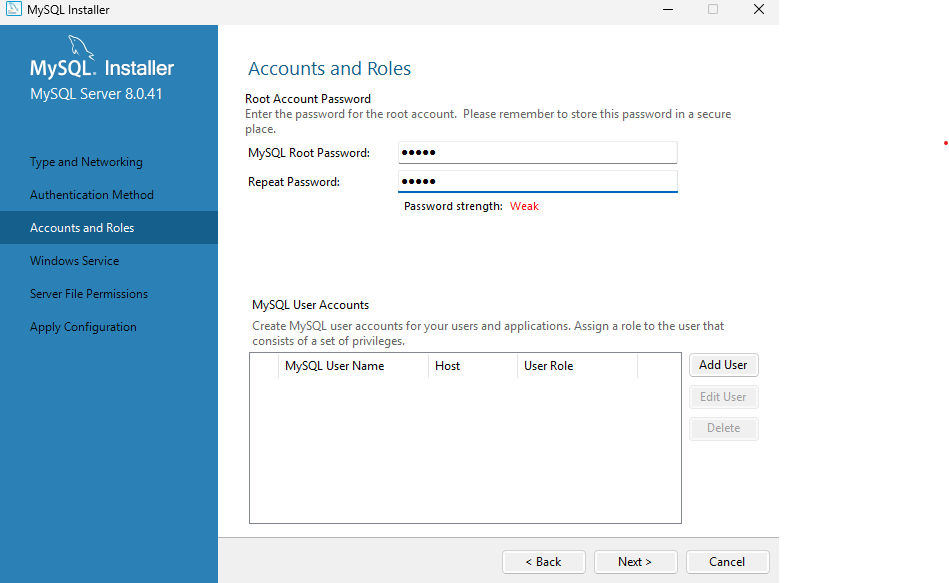 MySQL Installer
MySQL. Installer
MySQL Server 8.0.41
Type and Networking
Authentication Method
Accounts and Roles
Windows Service
Server File Permissions
Apply Configuration
Accounts and Roles
Root Account Password
Enter the password for the root account. Please remember to store this password in a secure
place.
MySQL Root Password: •••••
Repeat Password: •••••
Password strength: Weak
MySQL User Accounts
Create MySQL user accounts for your users and applications. Assign a role to the user that
consists of a set of privileges.
MySQL User Name Host User Role
Add User
Edit User
Delete
< Back Next > Cancel